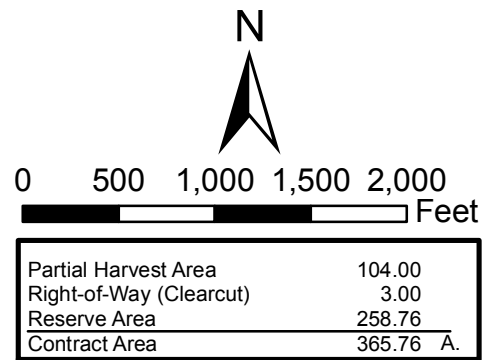 N
0 500 1,000 1,500 2,000
Feet
Partial Harvest Area 104.00
Right-of-Way (Clearcut) 3.00
Reserve Area 258.76
Contract Area 365.76 A.